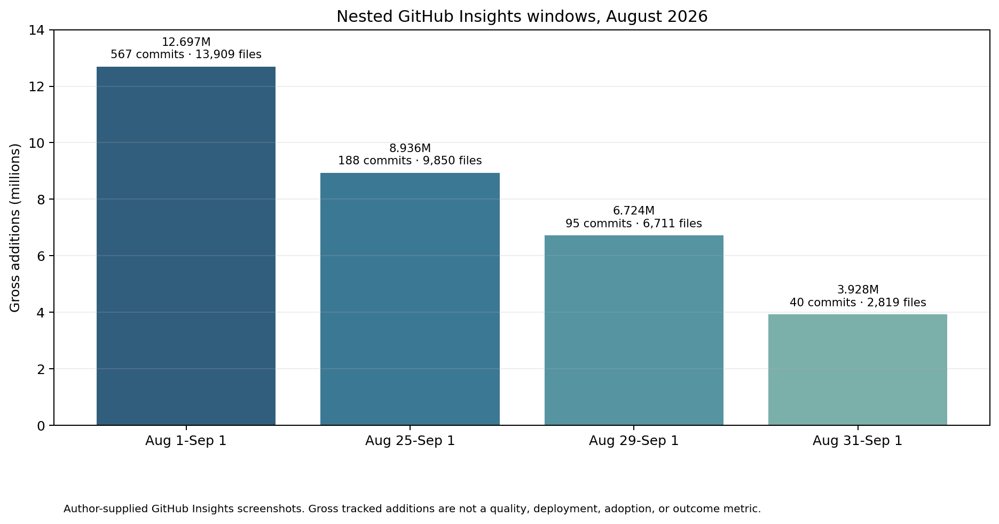 Nested GitHub Insights windows, August 2026
Gross additions (millions)
14
12
10
8
6
4
2
0
12.697M
567 commits · 13,909 files
8.936M
188 commits · 9,850 files
6.724M
95 commits · 6,711 files
3.928M
40 commits · 2,819 files
Aug 1-Sep 1
Aug 25-Sep 1
Aug 29-Sep 1
Aug 31-Sep 1
Author-supplied GitHub Insights screenshots. Gross tracked additions are not a quality, deployment, adoption, or outcome metric.